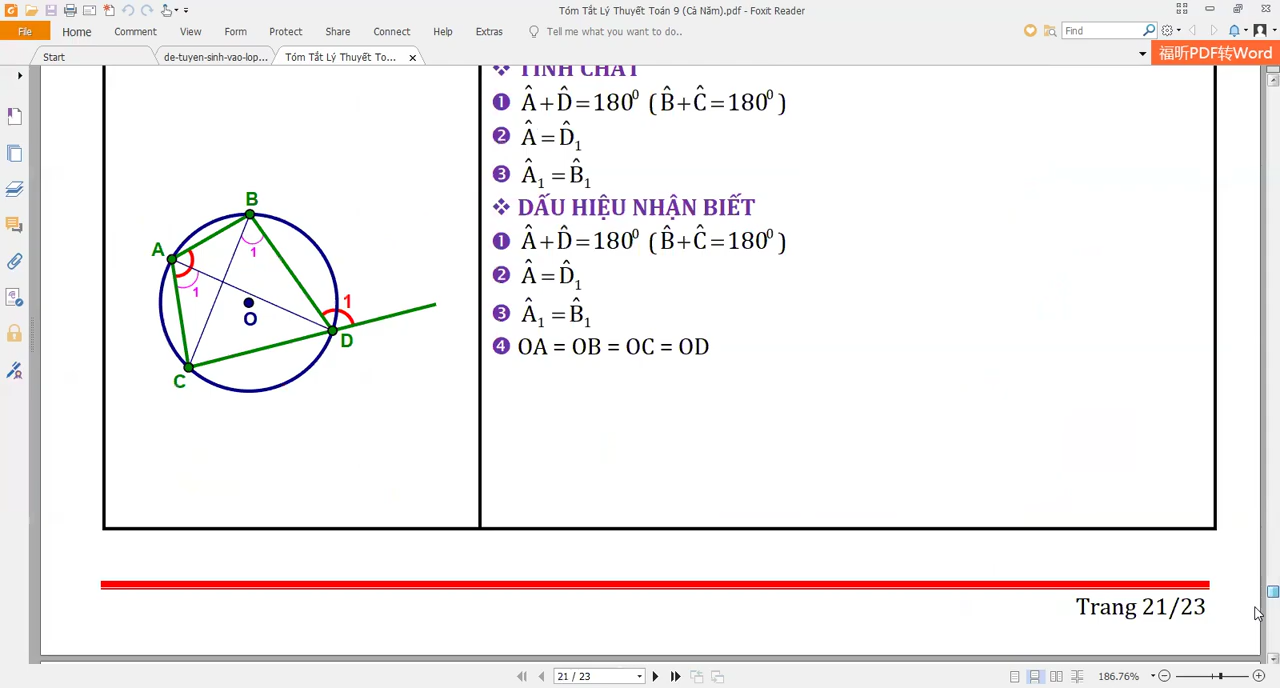 Tóm Tắt Lý Thuyết Toán 9 (Cả Năm).pdf - Foxit Reader
File Home Comment View Form Protect Share Connect Help Extras Tell me what you want to do.. Find
Start de-tuyen-sinh-vao-lop... Tóm Tắt Lý Thuyết To... × 福昕PDF转Word
❖ TÍNH CHẤT
❶ Â + D̂ = 180⁰ ( B̂ + Ĉ = 180⁰ )
❷ Â = D̂₁
❸ Â₁ = B̂₁
❖ DẤU HIỆU NHẬN BIẾT
❶ Â + D̂ = 180⁰ ( B̂ + Ĉ = 180⁰ )
❷ Â = D̂₁
❸ Â₁ = B̂₁
❹ OA = OB = OC = OD
B
A
1
1
1
O
D
C
Trang 21/23
21 / 23 186.76%